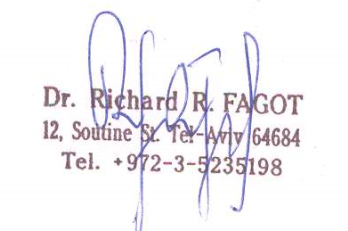 Dr. Richard R. FAGOT
12, Soutine St. Tel-Aviv 64684
Tel. +972-3-5235198